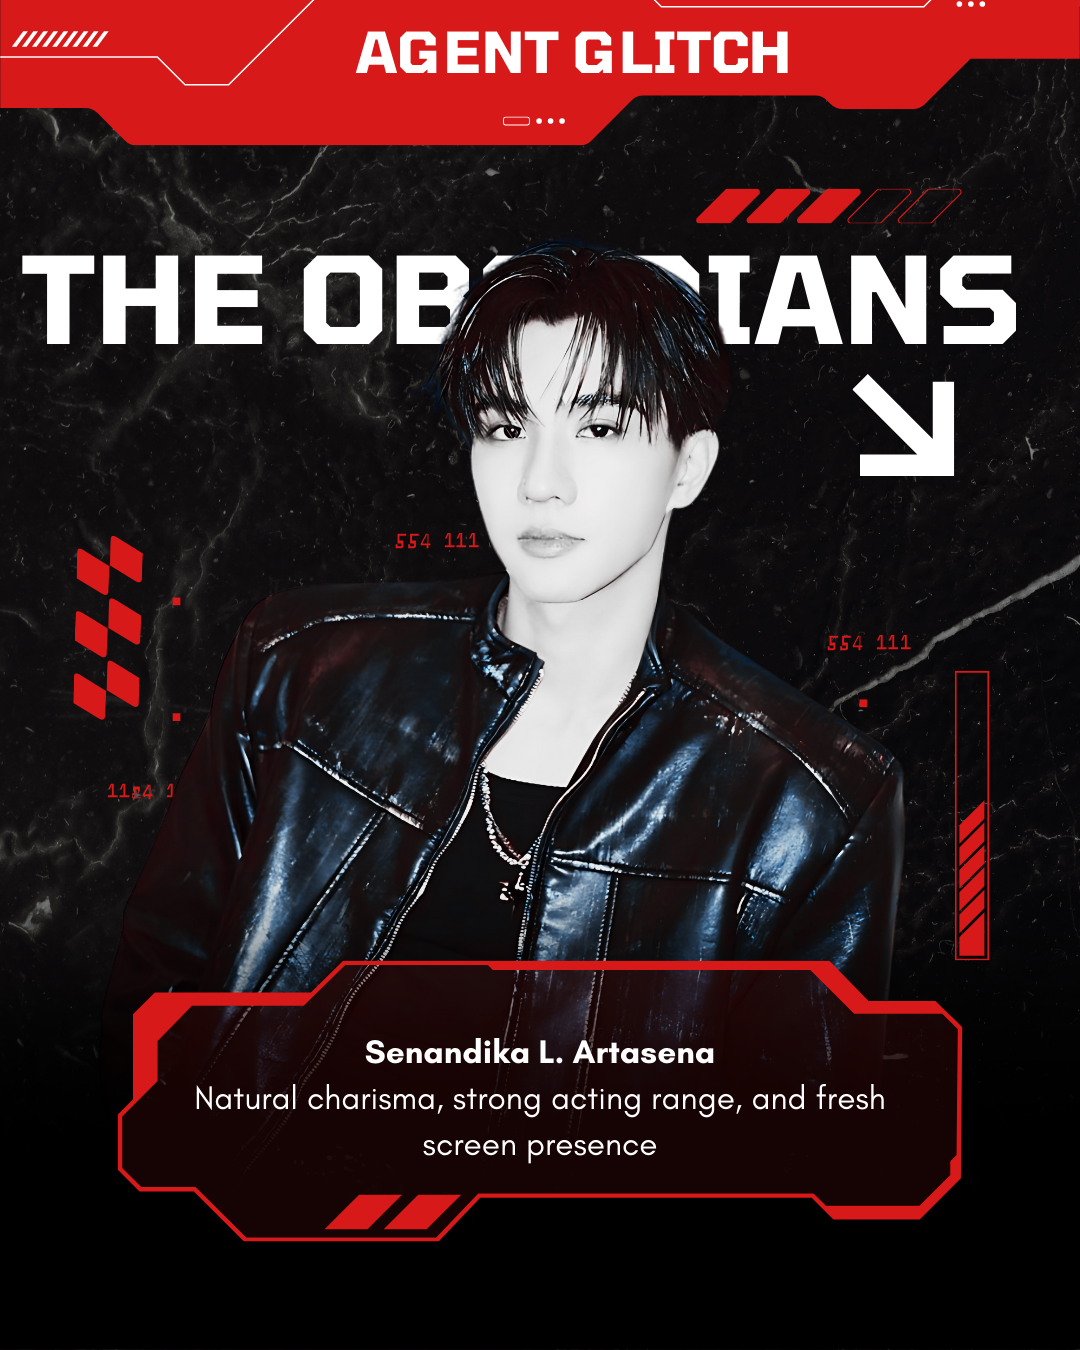 AGENT GLITCH
THE OB IANS
554 111
554 111
Senandika L. Artasena
Natural charisma, strong acting range, and fresh
screen presence